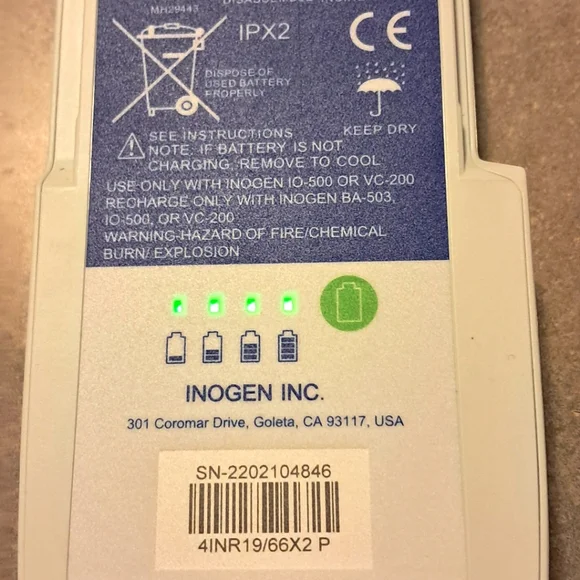 MH29443
IPX2
CE
DISPOSE OF
USED BATTERY
PROPERLY
KEEP DRY
SEE INSTRUCTIONS
NOTE. IF BATTERY IS NOT
CHARGING, REMOVE TO COOL
USE ONLY WITH INOGEN IO-500 OR VC-200
RECHARGE ONLY WITH INOGEN BA-503,
IO-500, OR VC-200
WARNING-HAZARD OF FIRE/CHEMICAL
BURN/ EXPLOSION
INOGEN INC.
301 Coromar Drive, Goleta, CA 93117, USA
SN-2202104846
4INR19/66X2 P